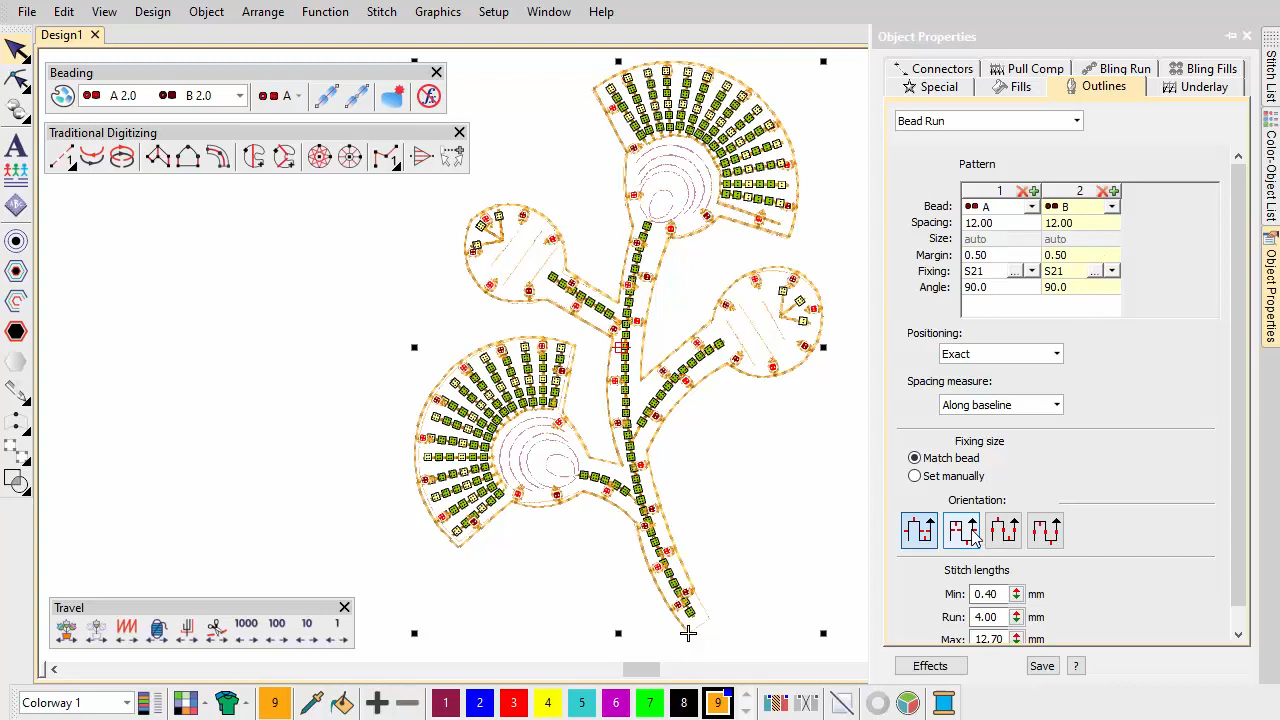 File Edit View Design Object Arrange Function Stitch Graphics Setup Window Help
Design1
Object Properties
Beading
A 2.0 B 2.0 A
Traditional Digitizing
Connectors Pull Comp Bling Run Bling Fills
Special Fills Outlines Underlay
Bead Run
Pattern
1 2
Bead: A B
Spacing: 12.00 12.00
Size: auto auto
Margin: 0.50 0.50
Fixing: S21 ... S21 ...
Angle: 90.0 90.0
Positioning:
Exact
Spacing measure:
Along baseline
Fixing size
Match bead
Set manually
Orientation:
Stitch lengths
Min: 0.40 mm
Run: 4.00 mm
Max: 12.70 mm
Effects Save ?
Stitch List
Color-Object List
Object Properties
Travel
1000 100 10 1
Colorway 1 9 1 2 3 4 5 6 7 8 9